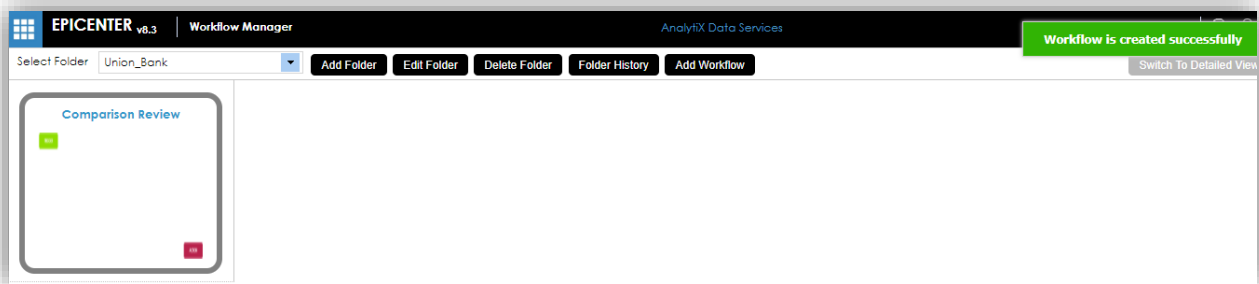 EPICENTER v8.3 Workflow Manager AnalytiX Data Services
Workflow is created successfully
Select Folder Union_Bank Add Folder Edit Folder Delete Folder Folder History Add Workflow Switch To Detailed View
Comparison Review